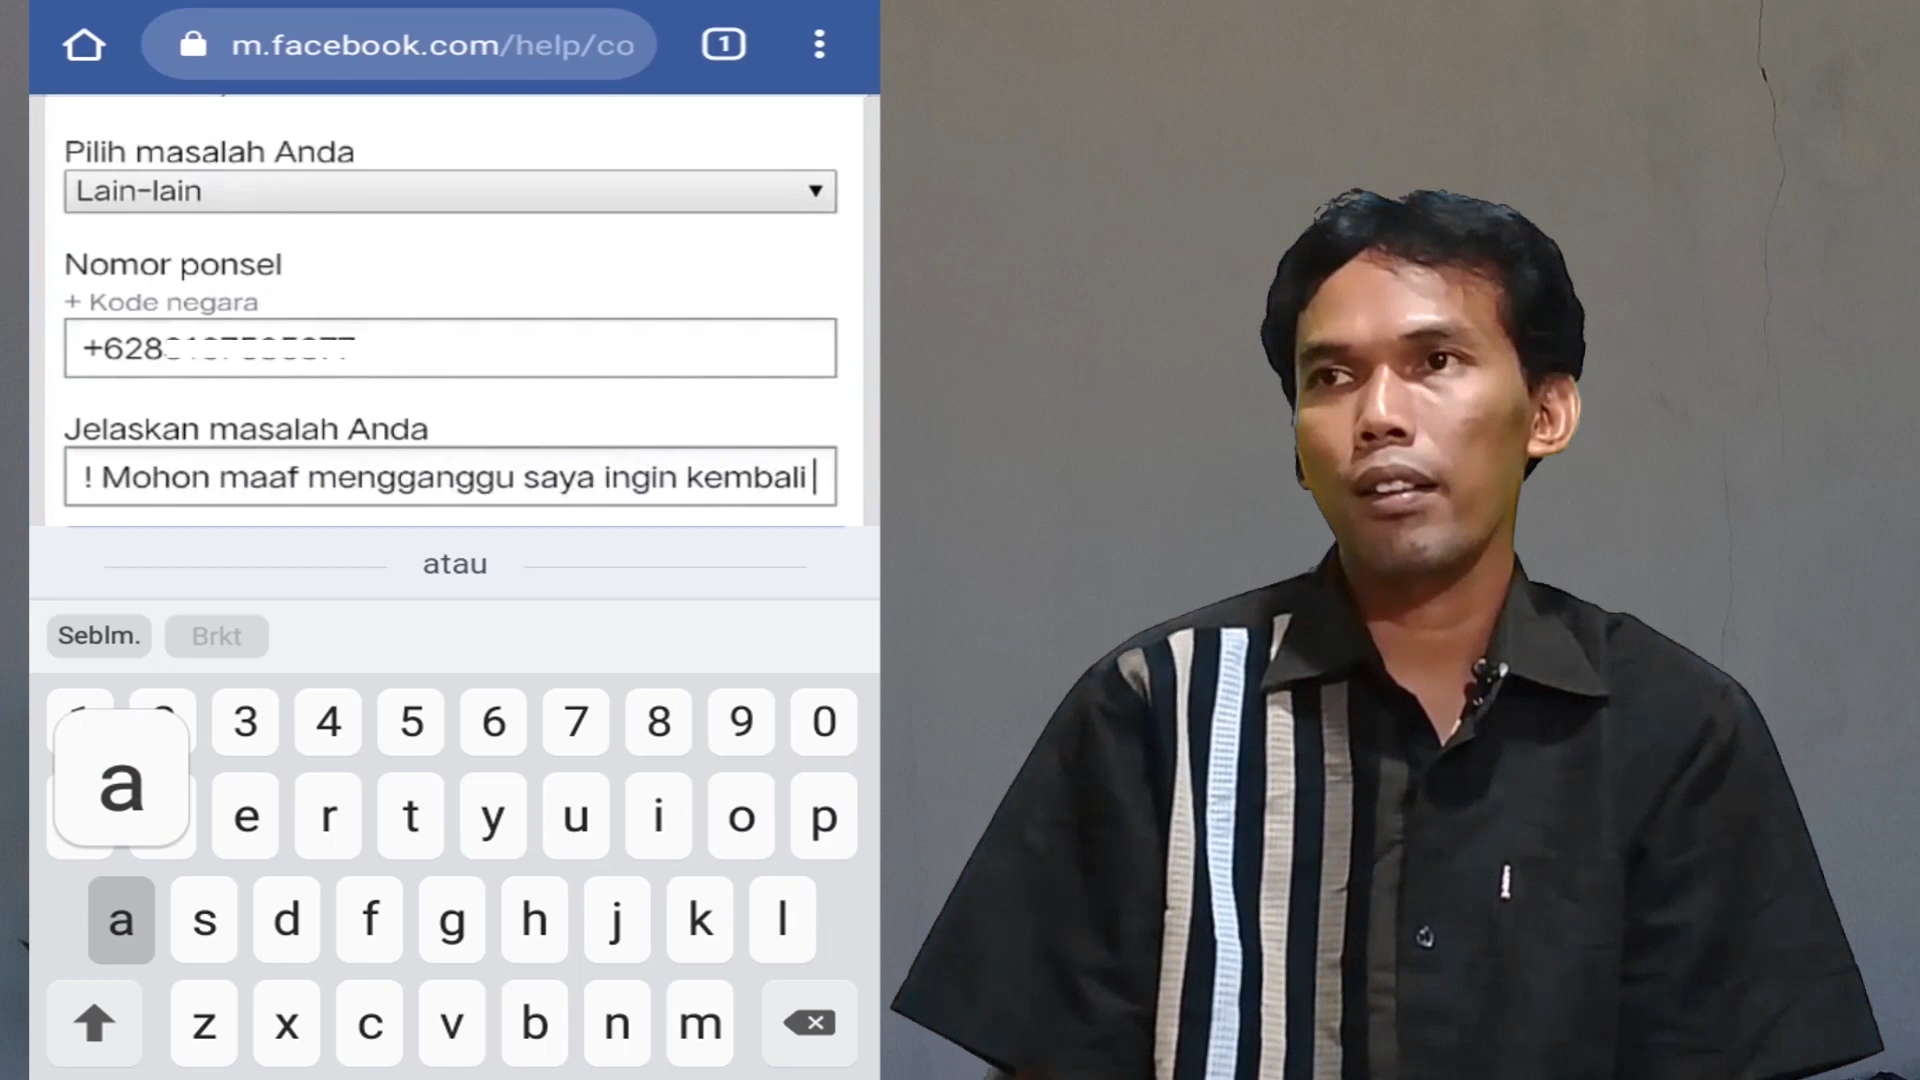 m.facebook.com/help/co
1
Pilih masalah Anda
Lain-lain
Nomor ponsel
+ Kode negara
+628
Jelaskan masalah Anda
! Mohon maaf mengganggu saya ingin kembali
atau
Seblm. Brkt
3 4 5 6 7 8 9 0
a
e r t y u i o p
a s d f g h j k l
z x c v b n m